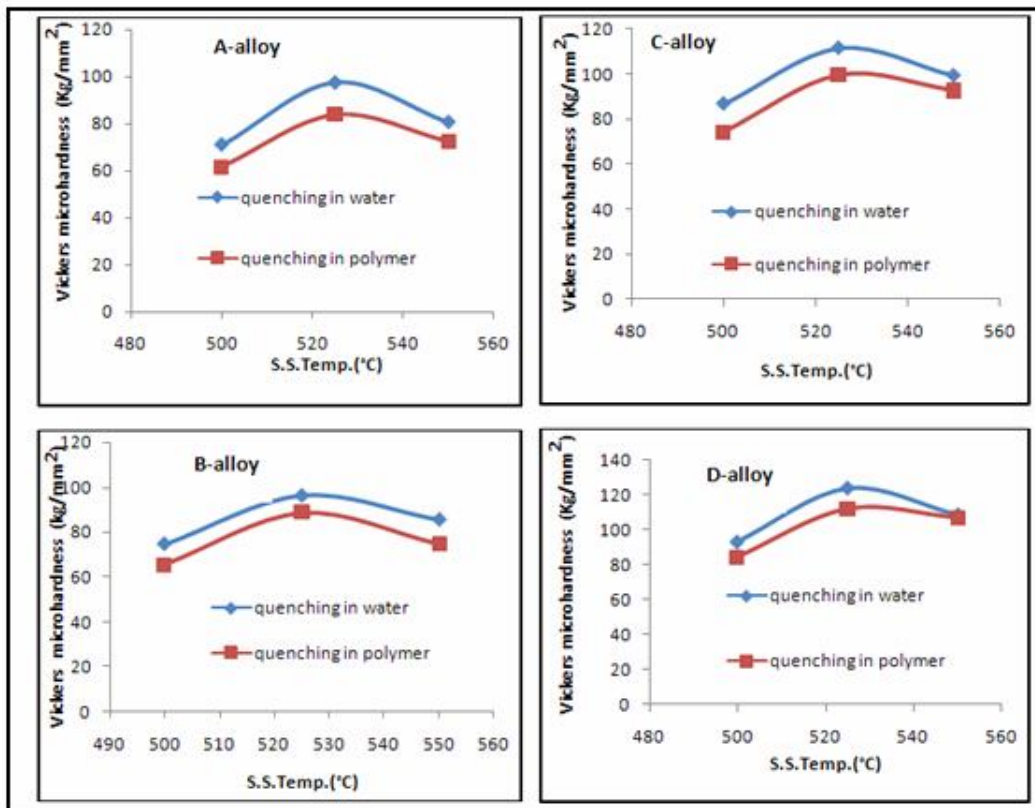 A-alloy
Vickers microhardness (Kg/mm²)
120
100
80
60
40
20
0
quenching in water
quenching in polymer
480 500 520 540 560
S.S.Temp.(°C)
C-alloy
Vickers microhardness (Kg/mm²)
120
100
80
60
40
20
0
quenching in water
quenching in polymer
480 500 520 540 560
S.S.Temp.(°C)
B-alloy
Vickers microhardness (kg/mm²)
120
100
80
60
40
20
0
quenching in water
quenching in polymer
490 500 510 520 530 540 550 560
S.S.Temp.(°C)
D-alloy
Vickers microhardness (Kg/mm²)
140
120
100
80
60
40
20
0
quenching in water
quenching in polymer
480 500 520 540 560
S.S.Temp.(°C)